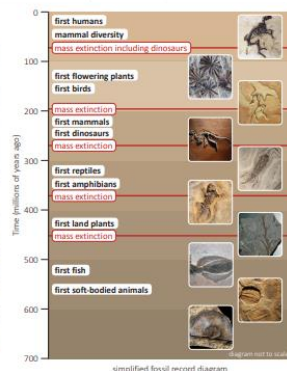 0
first humans
mammal diversity
mass extinction including dinosaurs
100
first flowering plants
first birds
200
mass extinction
first mammals
first dinosaurs
mass extinction
300
first reptiles
first amphibians
mass extinction
400
first land plants
mass extinction
500
first fish
first soft-bodied animals
600
700
Time (millions of years ago)
diagram not to scale
simplified fossil record diagram